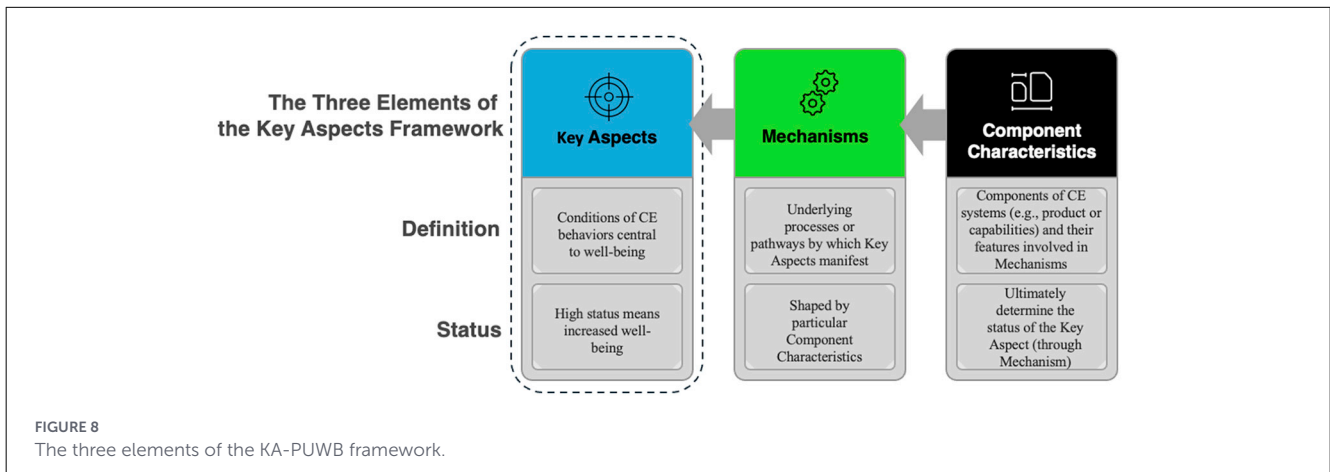 The Three Elements of
the Key Aspects Framework
Key Aspects
Mechanisms
Component
Characteristics
Definition
Conditions of CE
behaviors central
to well-being
Underlying
processes or
pathways by which Key
Aspects manifest
Components of CE
systems (e.g., product or
capabilities) and their
features involved in
Mechanisms
Status
High status means
increased well-
being
Shaped by
particular
Component
Characteristics
Ultimately
determine the
status of the Key
Aspect (through
Mechanism)
FIGURE 8
The three elements of the KA-PUWB framework.